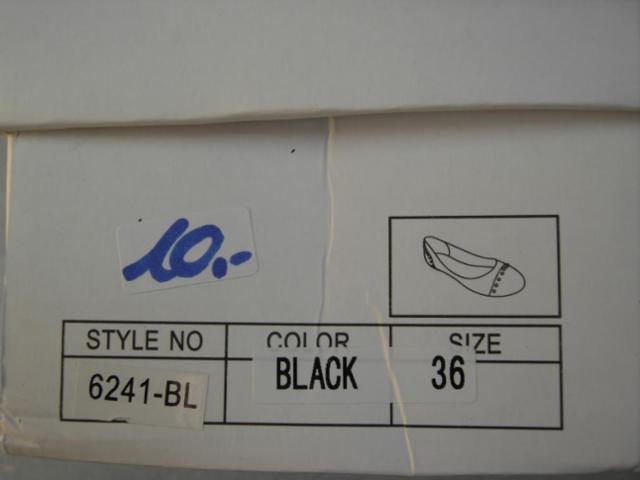 10.-
STYLE NO COLOR SIZE
6241-BL BLACK 36